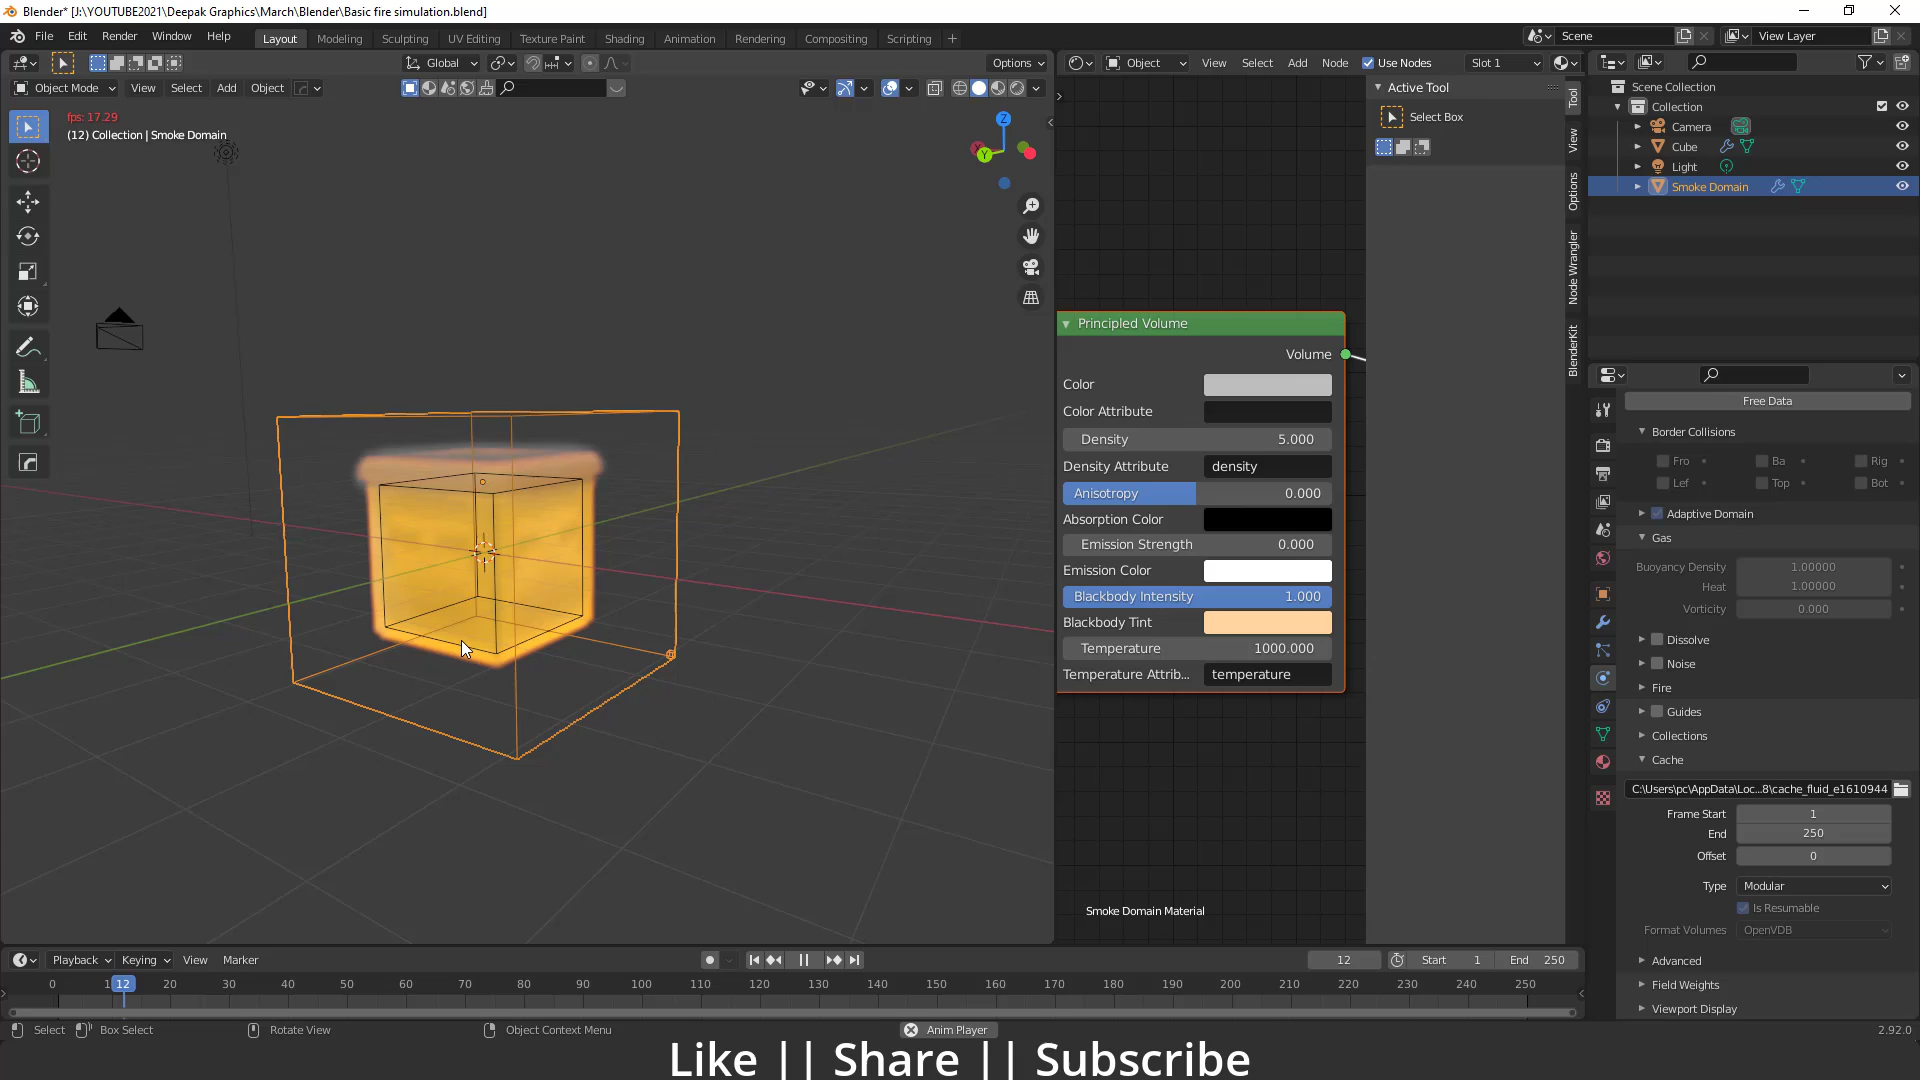 Blender* [J:\YOUTUBE2021\Deepak Graphics\March\Blender\Basic fire simulation.blend]
File Edit Render Window Help
Layout Modeling Sculpting UV Editing Texture Paint Shading Animation Rendering Compositing Scripting +
Scene
View Layer
Global
Options
Object
View Select Add Node
Use Nodes
Slot 1
Object Mode View Select Add Object
fps: 17.29
(12) Collection | Smoke Domain
Z
Y
Active Tool
Select Box
Tool
View
Options
Node Wrangler
BlenderKit
Scene Collection
Collection
Camera
Cube
Light
Smoke Domain
Principled Volume
Volume
Color
Color Attribute
Density 5.000
Density Attribute density
Anisotropy 0.000
Absorption Color
Emission Strength 0.000
Emission Color
Blackbody Intensity 1.000
Blackbody Tint
Temperature 1000.000
Temperature Attrib... temperature
Smoke Domain Material
Free Data
Border Collisions
Fro Ba Rig
Lef Top Bot
Adaptive Domain
Gas
Buoyancy Density 1.00000
Heat 1.00000
Vorticity 0.000
Dissolve
Noise
Fire
Guides
Collections
Cache
C:\Users\pc\AppData\Loc...8\cache_fluid_e1610944
Frame Start 1
End 250
Offset 0
Type Modular
Is Resumable
Format Volumes OpenVDB
Advanced
Field Weights
Viewport Display
Playback Keying View Marker
12
Start 1
End 250
0 1 12 20 30 40 50 60 70 80 90 100 110 120 130 140 150 160 170 180 190 200 210 220 230 240 250
Select Box Select Rotate View Object Context Menu
Anim Player
2.92.0
Like || Share || Subscribe